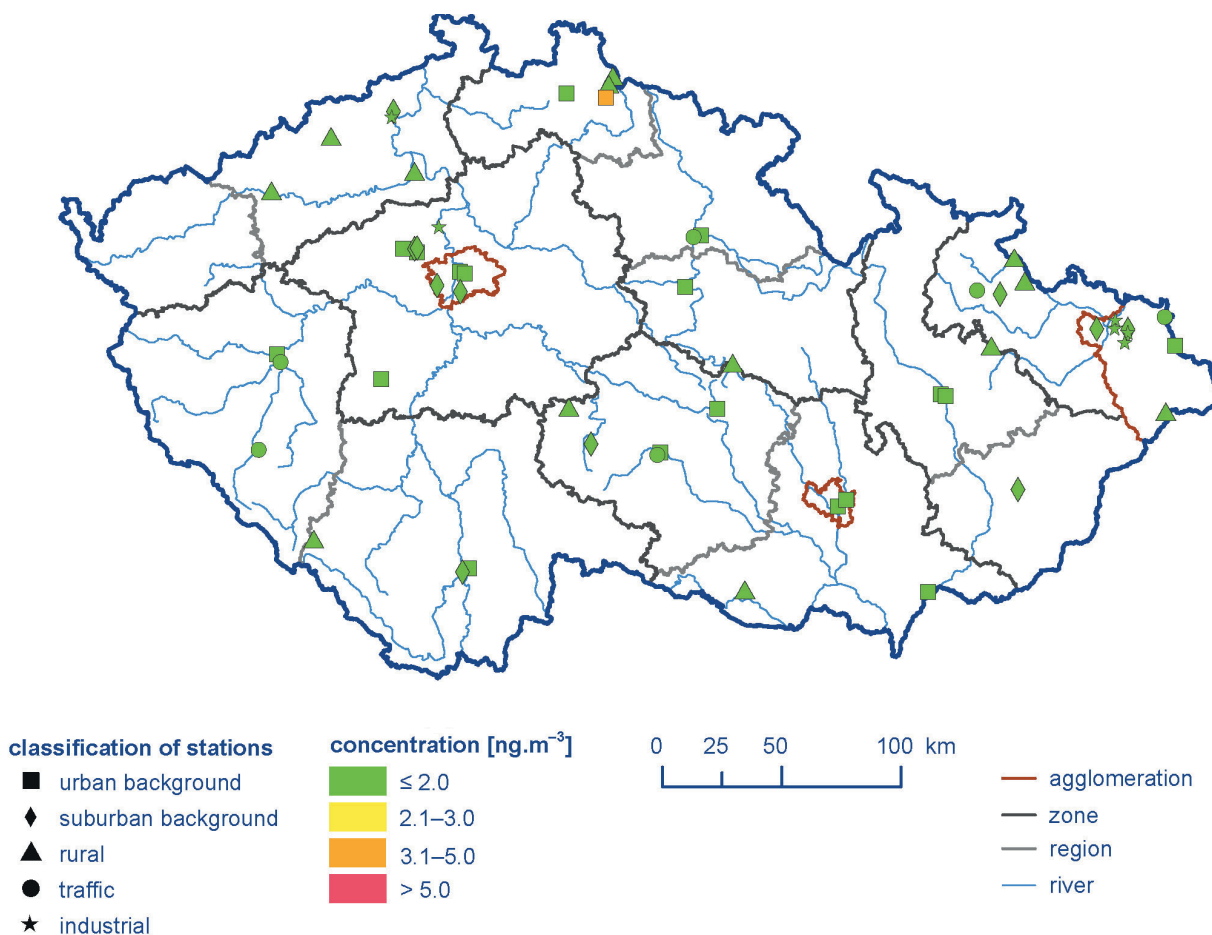 classification of stations
urban background
suburban background
rural
traffic
industrial
concentration [ng.m⁻³]
≤ 2.0
2.1–3.0
3.1–5.0
> 5.0
0 25 50 100 km
agglomeration
zone
region
river